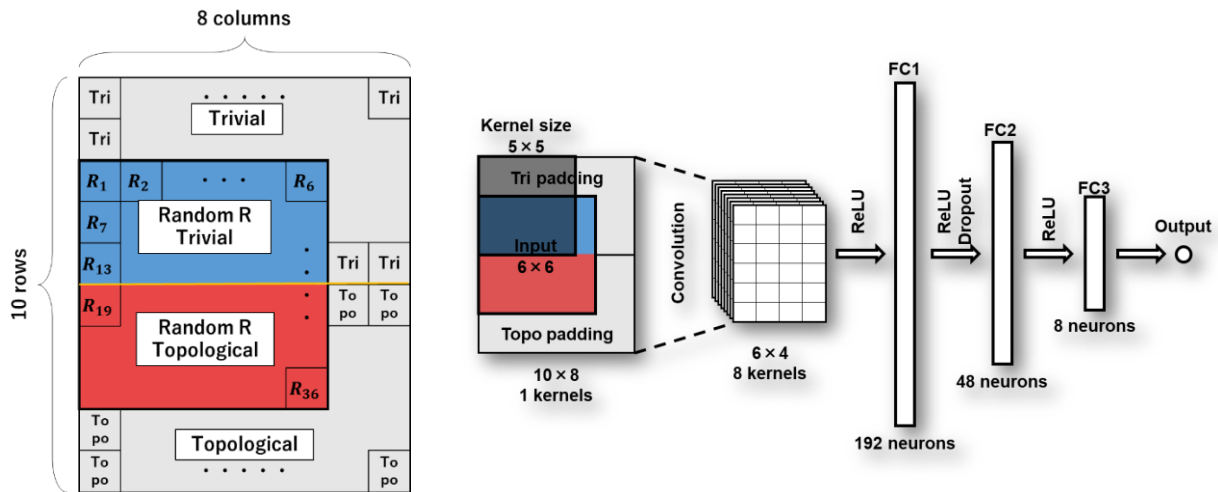 8 columns
10 rows
Tri
. . . . .
Tri
Trivial
Tri
R1
R2
. . .
R6
R7
Random R
Trivial
R13
Tri
Tri
R19
To
po
To
po
Random R
Topological
R36
To
po
Topological
To
po
. . . . .
To
po
Kernel size
5 × 5
Tri padding
Input
6 × 6
Topo padding
10 × 8
1 kernels
Convolution
6 × 4
8 kernels
ReLU
FC1
192 neurons
ReLU
Dropout
FC2
48 neurons
ReLU
FC3
8 neurons
Output